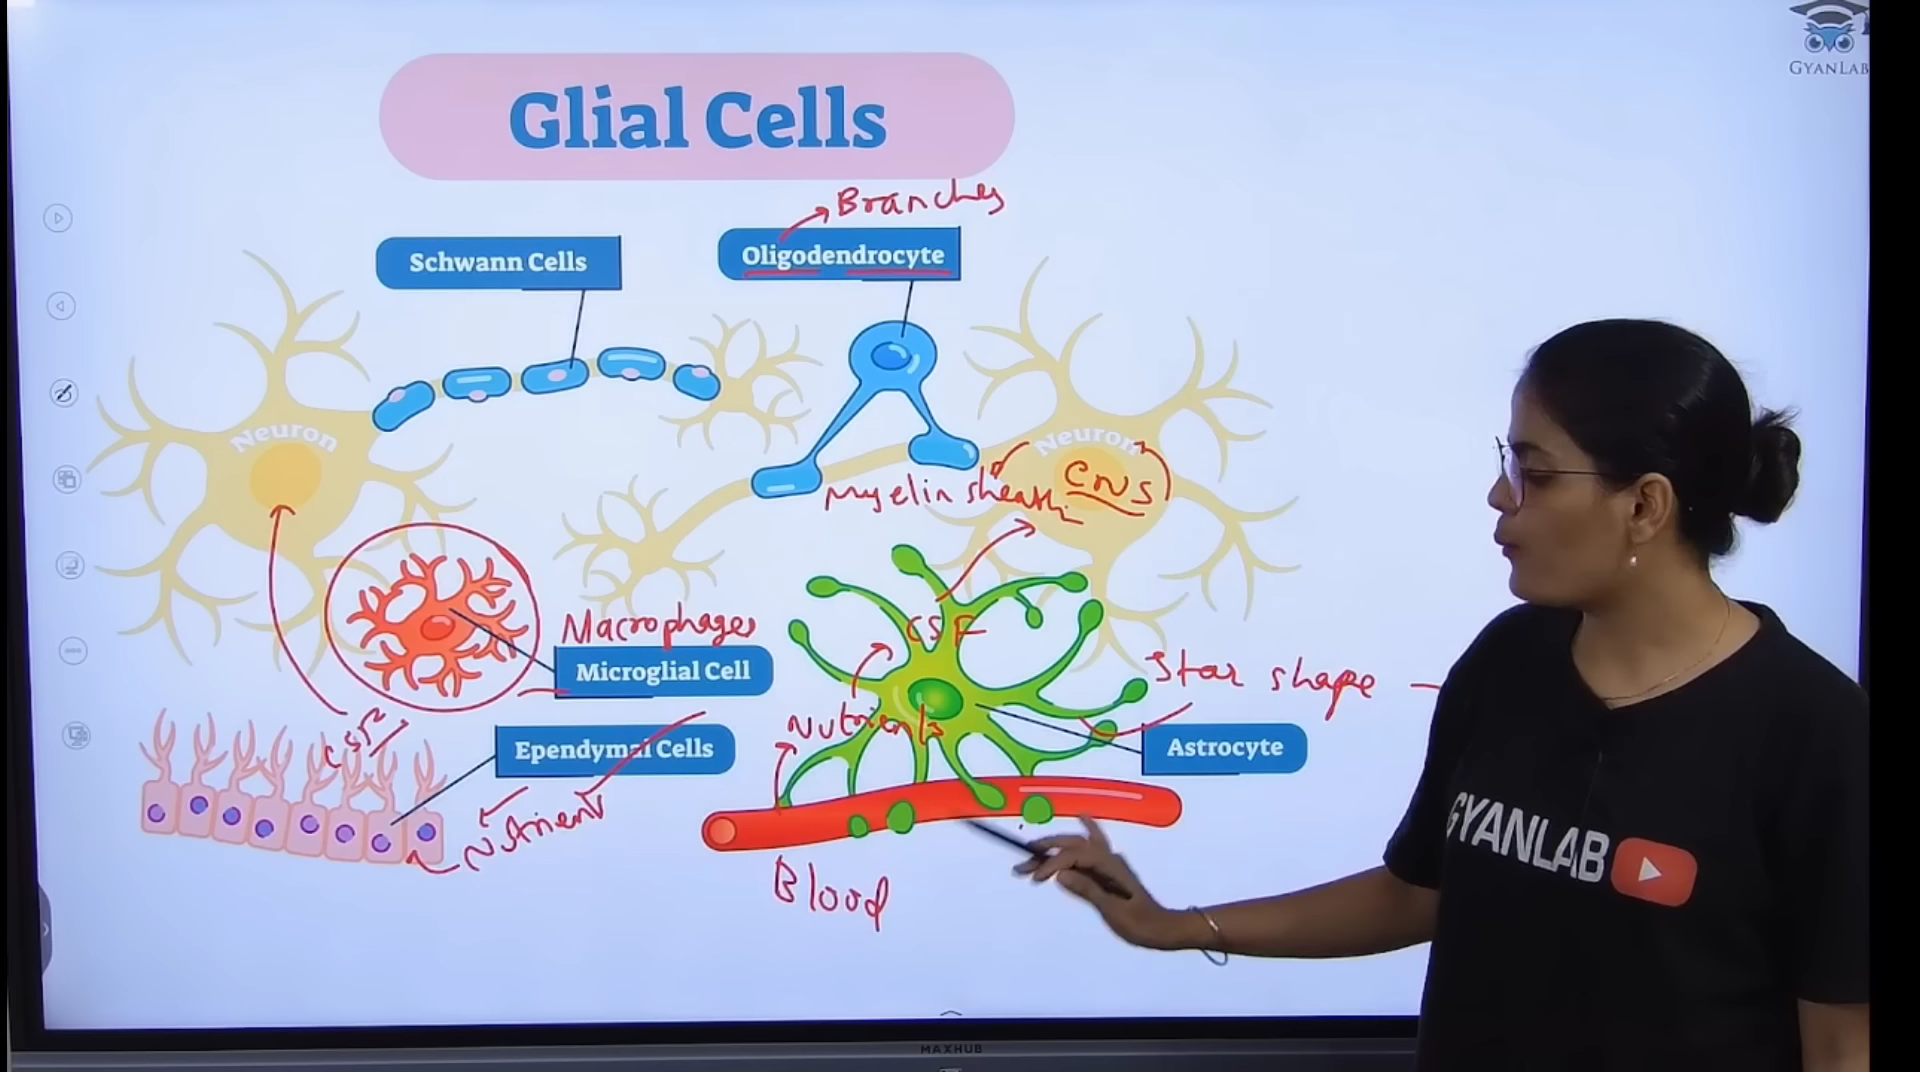 GYANLAB
Glial Cells
Branches
Schwann Cells
Oligodendrocyte
Neuron
Neuron
Myelin sheath
CNS
Macrophages
CSF
Microglial Cell
Star shape
Nutrients
CSF
Ependymal Cells
Astrocyte
Nutrient
Blood
GYANLAB
MAXHUB